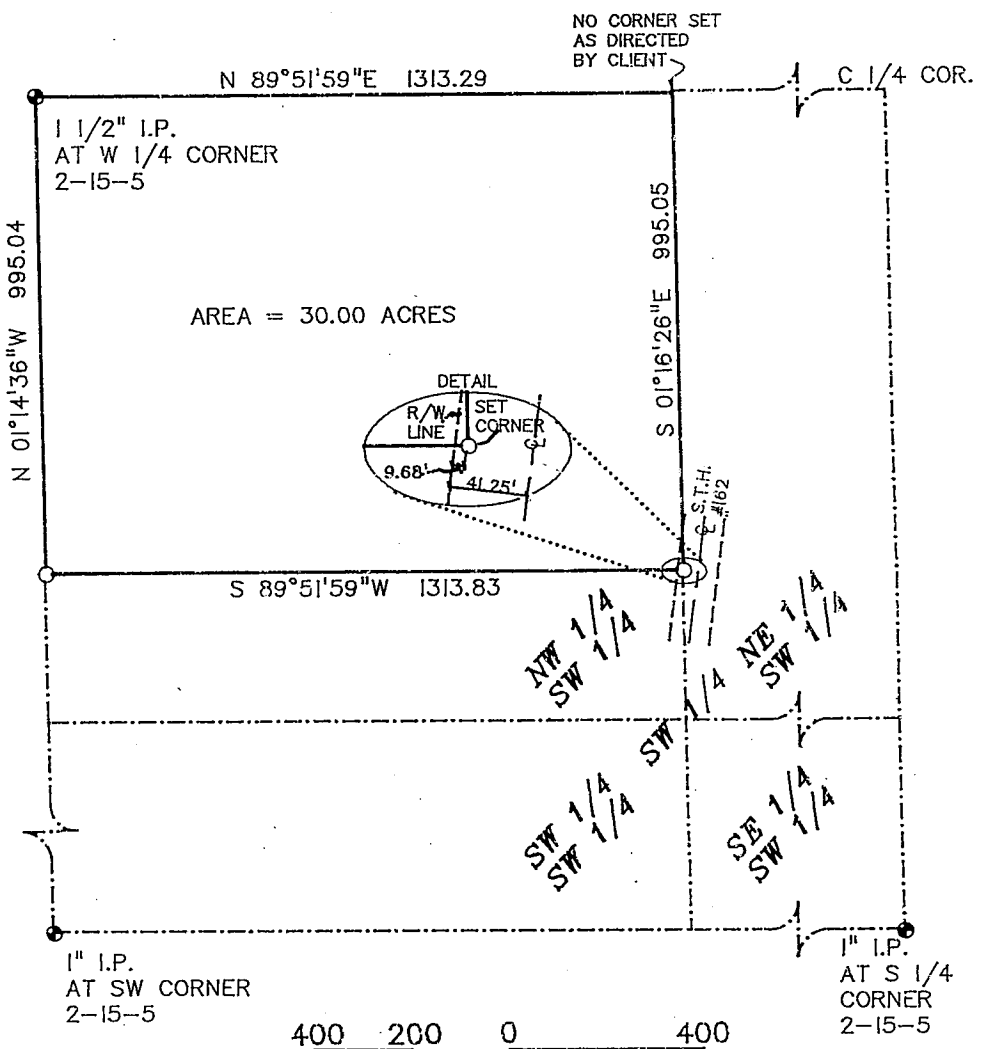 NO CORNER SET
AS DIRECTED
BY CLIENT
N 89°51'59"E 1313.29
C 1/4 COR.
1 1/2" I.P.
AT W 1/4 CORNER
2-15-5
N 01°14'36"W 995.04
S 01°16'26"E 995.05
AREA = 30.00 ACRES
DETAIL
R/W
LINE
SET
CORNER
9.68'
41.25'
S.T.H.
#162
S 89°51'59"W 1313.83
NW 1/4
SW 1/4
NE 1/4
SW 1/4
SW 1/4
SW 1/4
SW 1/4
SE 1/4
SW 1/4
1" I.P.
AT SW CORNER
2-15-5
1" I.P.
AT S 1/4
CORNER
2-15-5
400 200 0 400